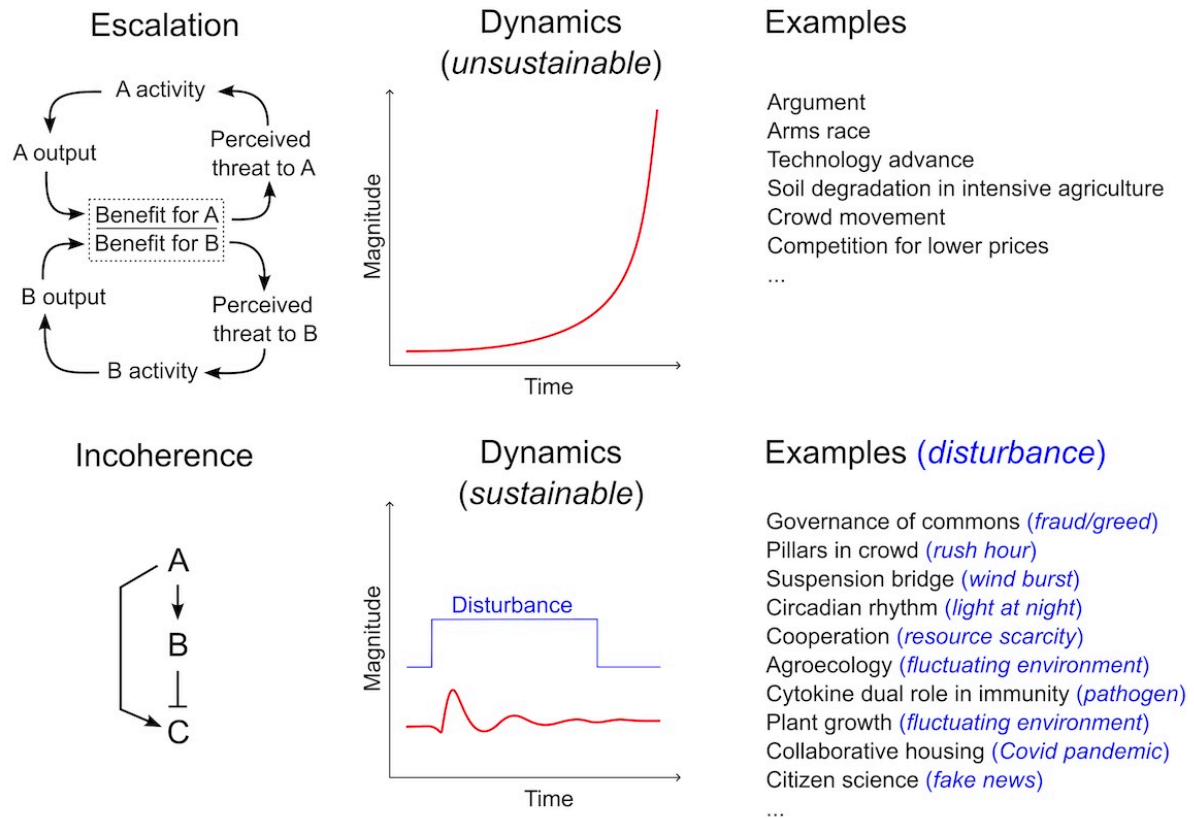 Escalation
A activity
A output
Perceived
threat to A
Benefit for A
Benefit for B
B output
Perceived
threat to B
B activity
Dynamics
(unsustainable)
Magnitude
Time
Examples
Argument
Arms race
Technology advance
Soil degradation in intensive agriculture
Crowd movement
Competition for lower prices
...
Incoherence
A
B
C
Dynamics
(sustainable)
Disturbance
Magnitude
Time
Examples (disturbance)
Governance of commons (fraud/greed)
Pillars in crowd (rush hour)
Suspension bridge (wind burst)
Circadian rhythm (light at night)
Cooperation (resource scarcity)
Agroecology (fluctuating environment)
Cytokine dual role in immunity (pathogen)
Plant growth (fluctuating environment)
Collaborative housing (Covid pandemic)
Citizen science (fake news)
...